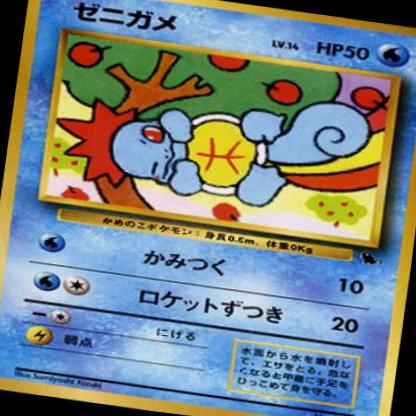 ゼニガメ LV.14 HP50
かめのこポケモン：身長0.5m、体重9Kg
かみつく 10
ロケットずつき 20
弱点 にげる
水面から水を噴射し
て、エサをとる。危な
くなると甲羅に手足を
ひっこめて身を守る。
Illus.Sumiyoshi Kizuki